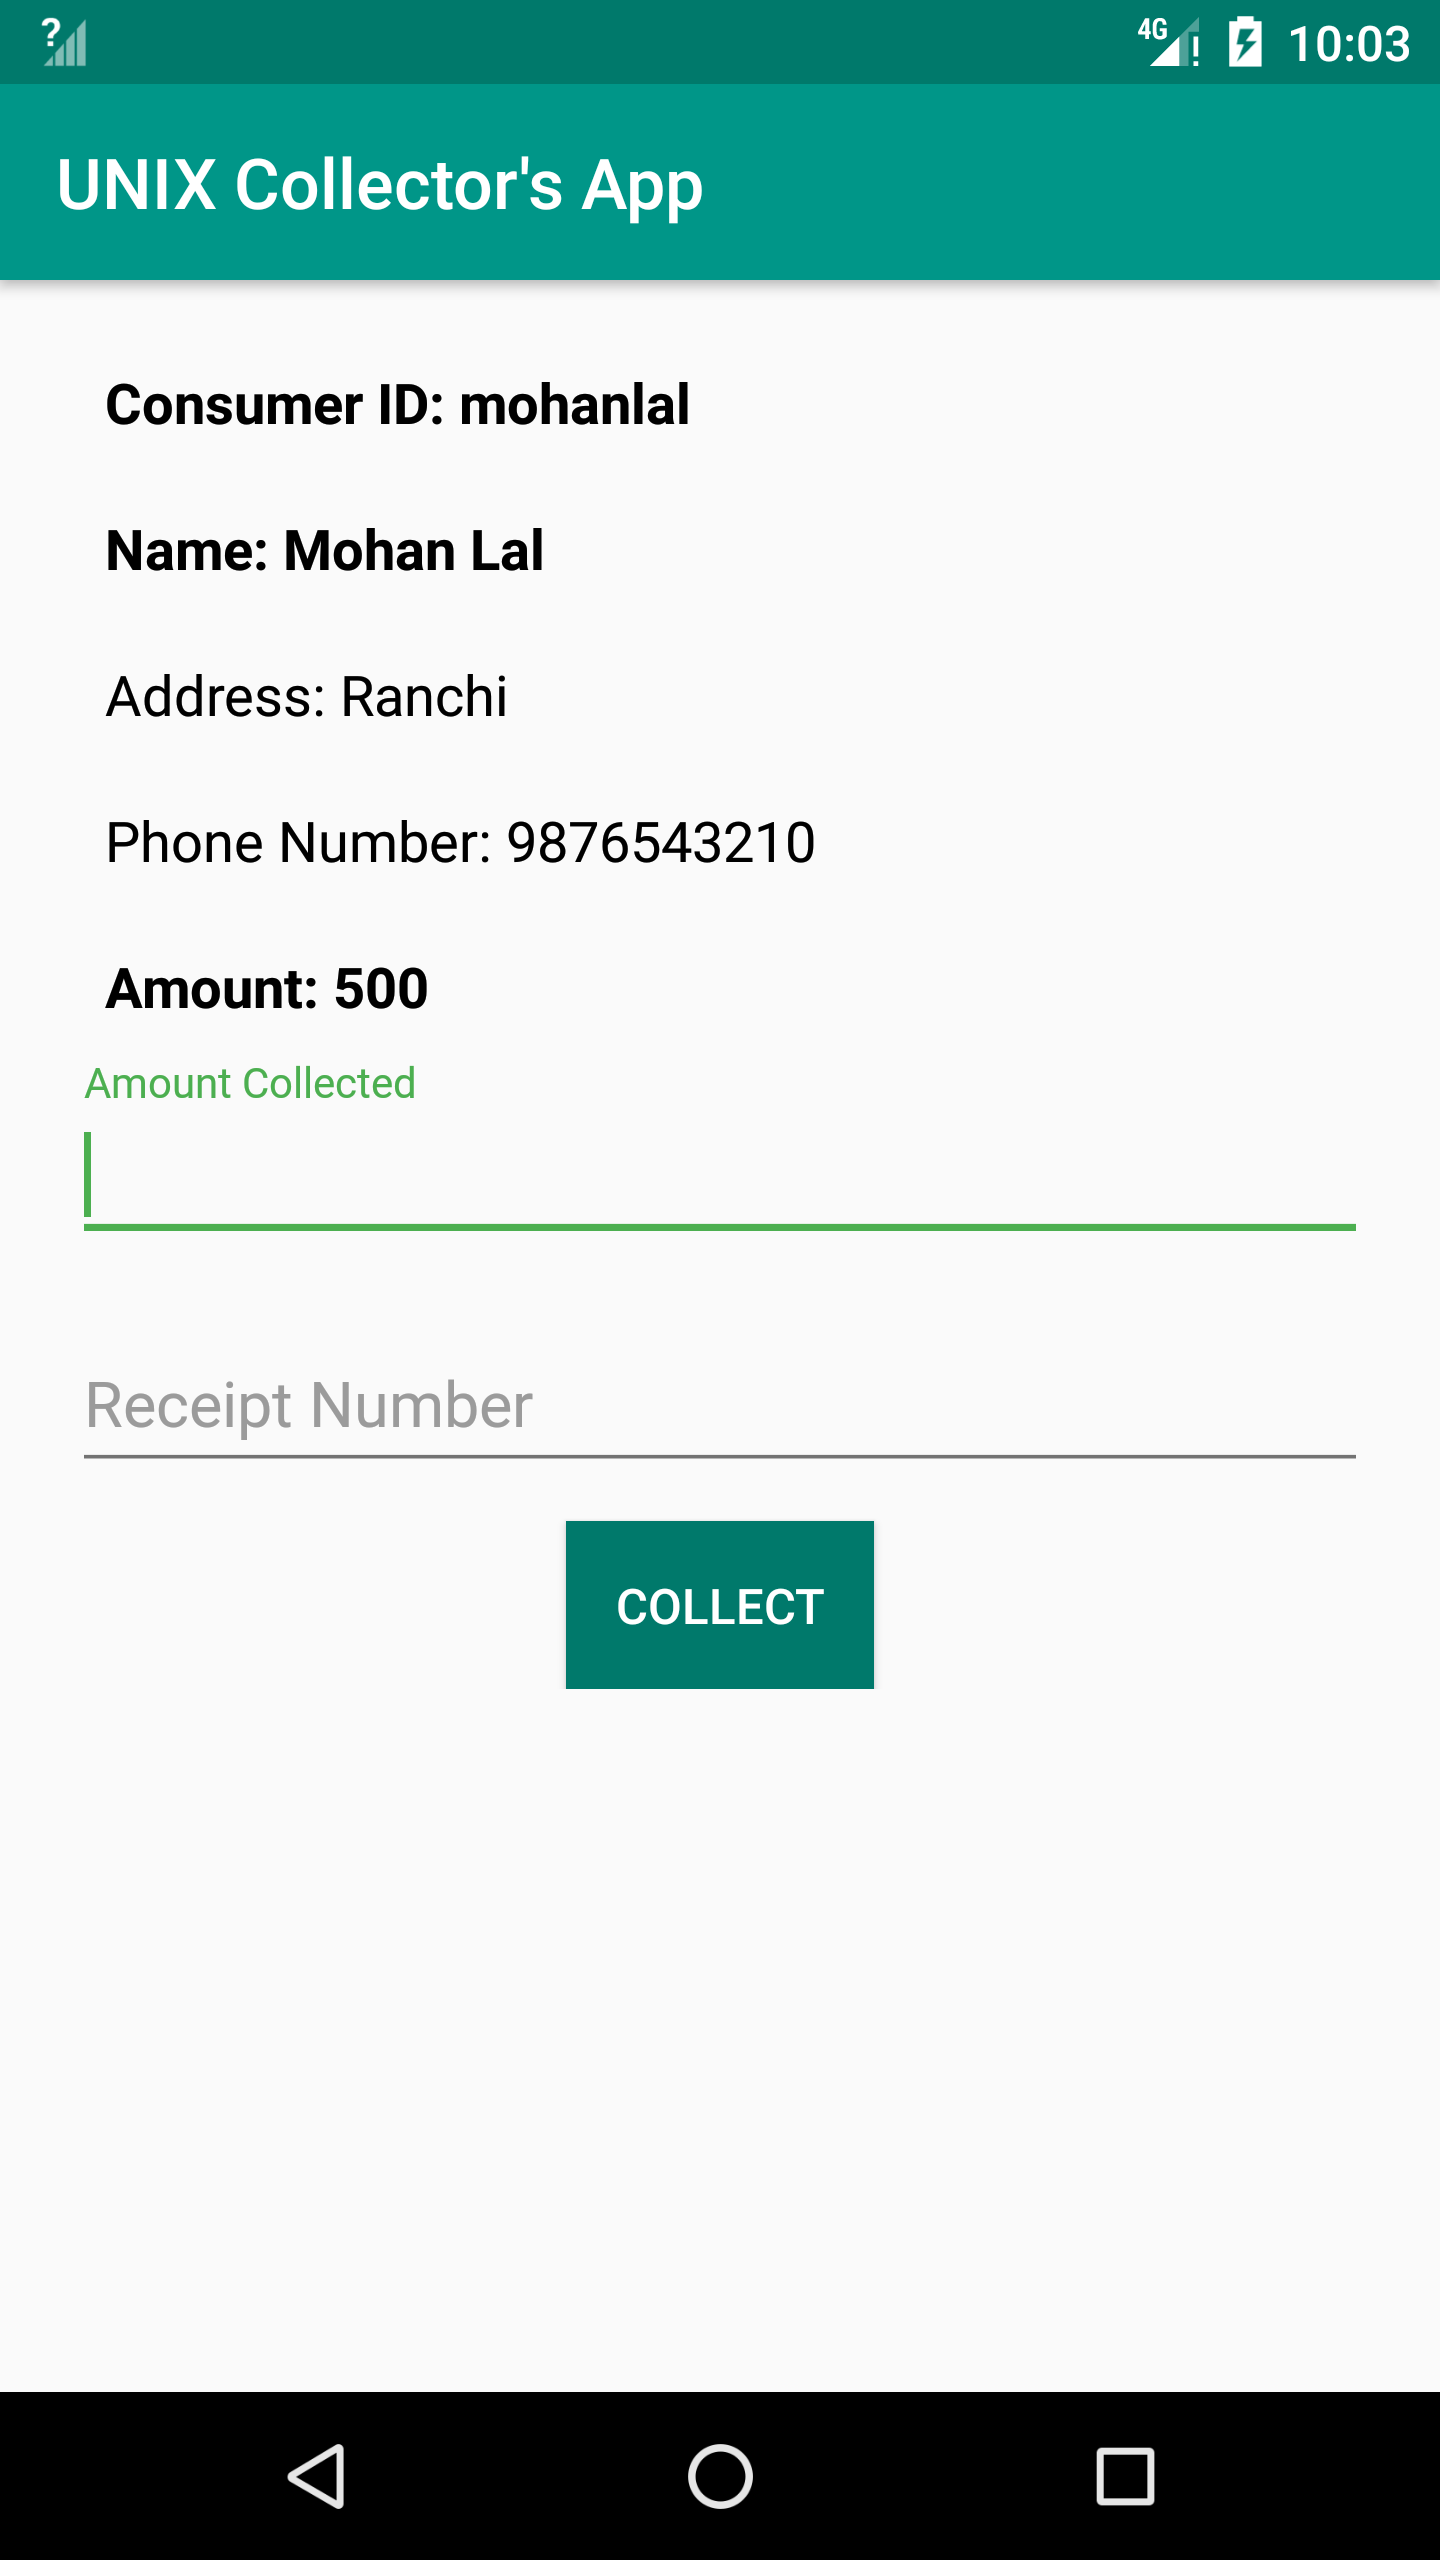 4G 10:03
UNIX Collector's App
Consumer ID: mohanlal
Name: Mohan Lal
Address: Ranchi
Phone Number: 9876543210
Amount: 500
Amount Collected
Receipt Number
COLLECT